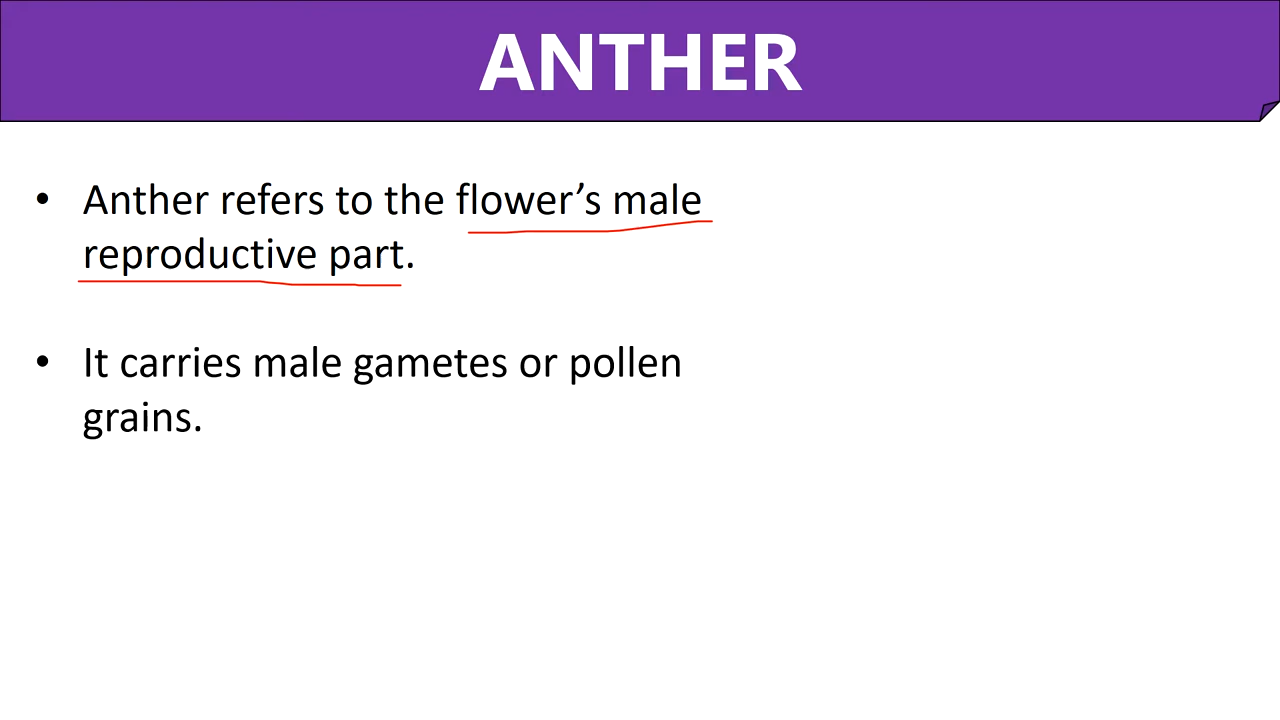 ANTHER
• Anther refers to the flower’s male
reproductive part.
• It carries male gametes or pollen
grains.